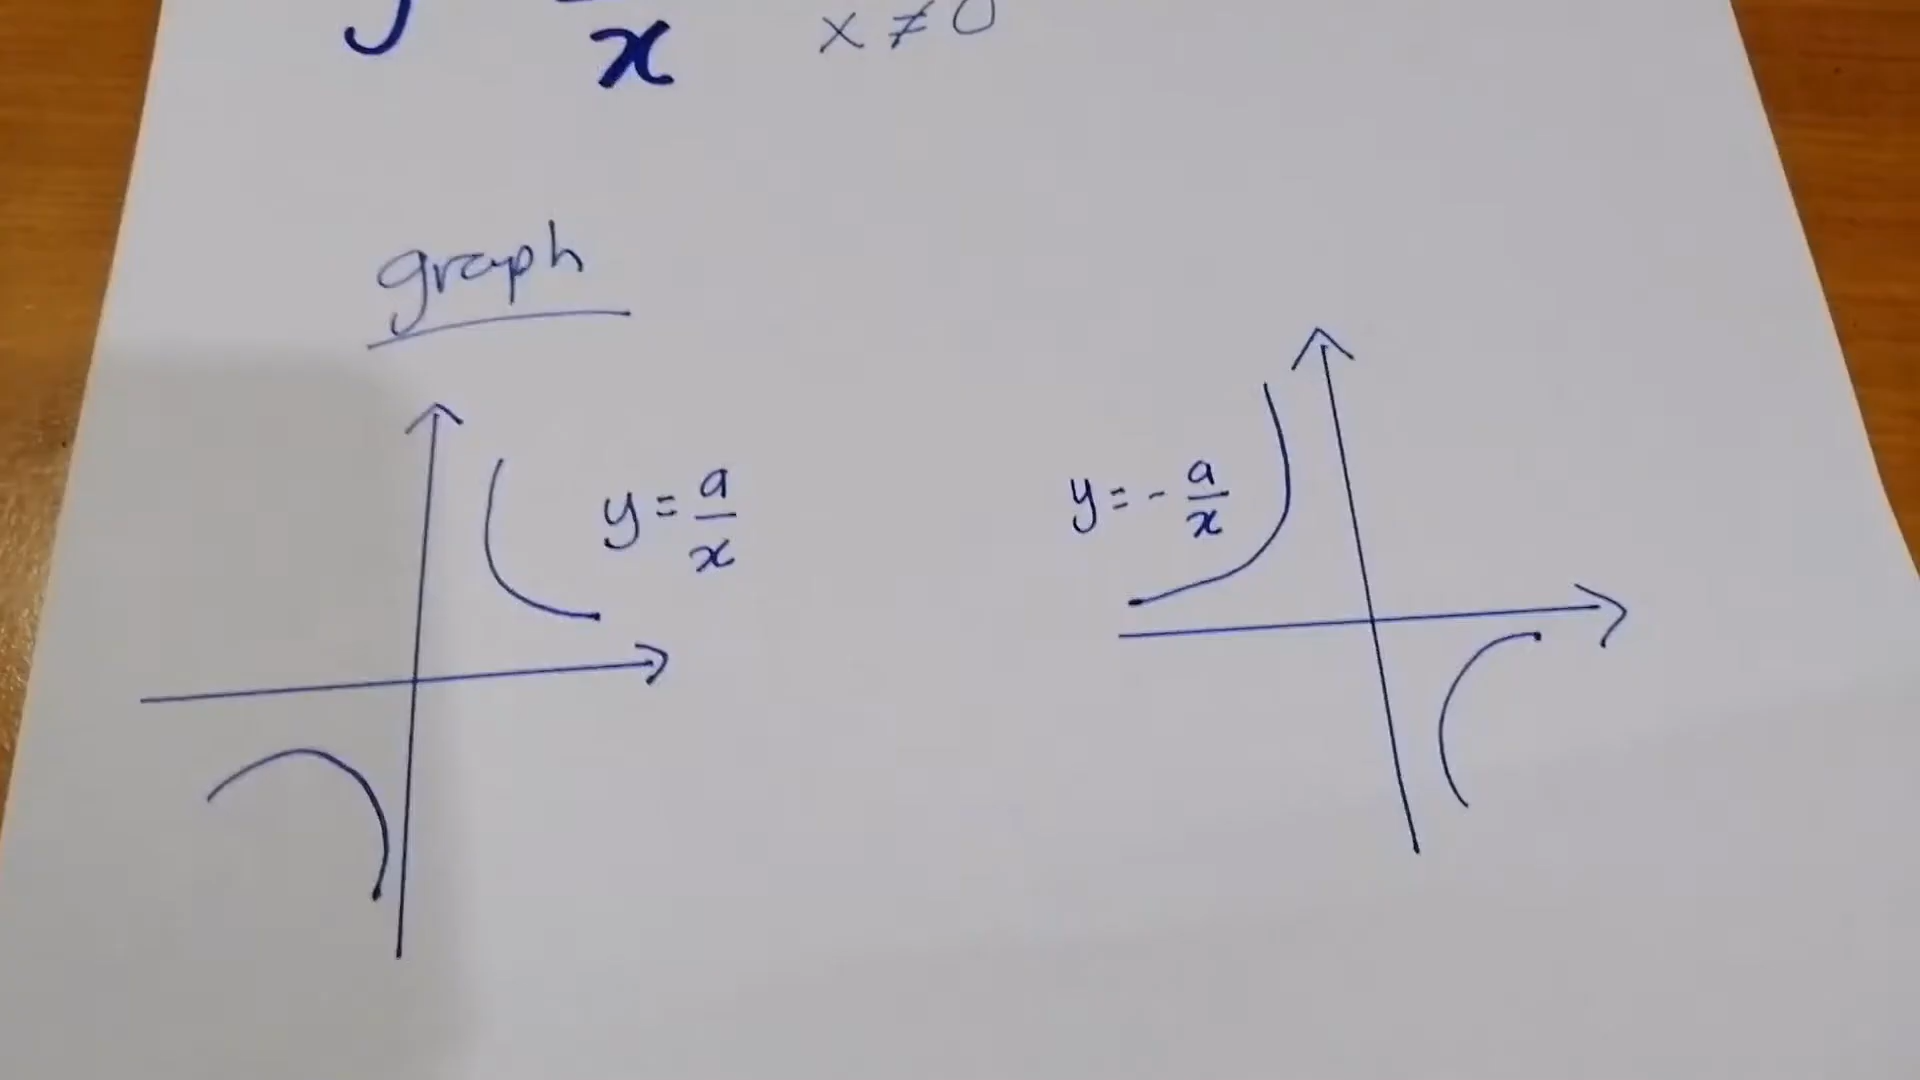 x x ≠ 0
graph
y = a/x
y = - a/x